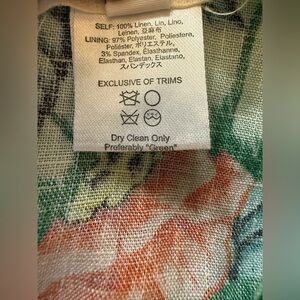 SELF: 100% Linen, Lin, Lino,
Leinen, 亜麻布
LINING: 97% Polyester, Poliestere,
Poliéster, ポリエステル,
3% Spandex, Élasthanne,
Elasthan, Elastan, Elastano,
スパンデックス
EXCLUSIVE OF TRIMS
Dry Clean Only
Preferably "Green"